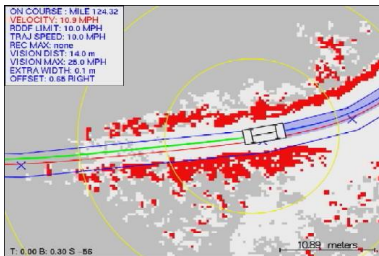 ON COURSE : MILE 124.32
VELOCITY: 10.9 MPH
RDDF LIMIT: 10.0 MPH
TRAJ SPEED: 10.0 MPH
REC MAX: none
VISION DIST: 14.0 m
VISION MAX: 25.0 MPH
EXTRA WIDTH: 0.1 m
OFFSET: 0.68 RIGHT
T: 0.00 B: 0.30 S -56
10.89 meters